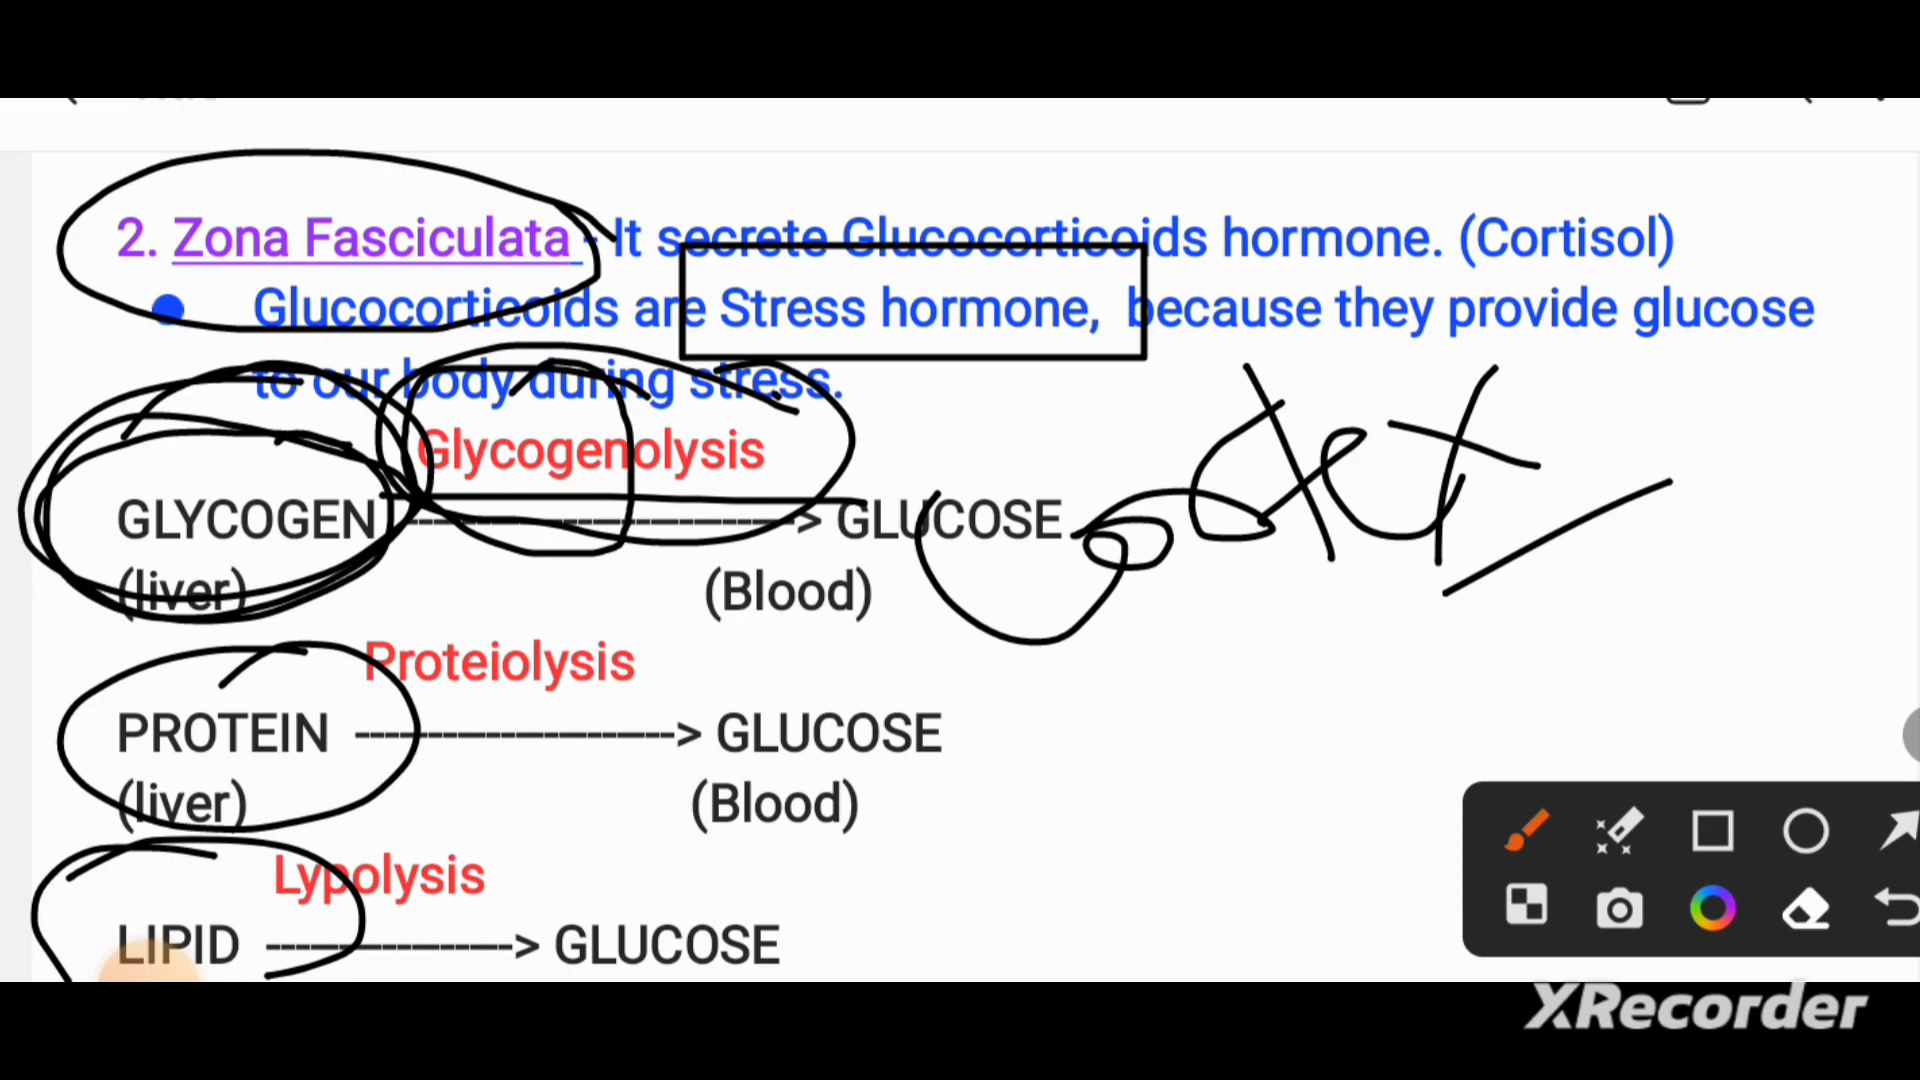 2. Zona Fasciculata - It secrete Glucocorticoids hormone. (Cortisol)
Glucocorticoids are Stress hormone, because they provide glucose
to our body during stress.
Glycogenolysis
GLYCOGEN ----------------------------> GLUCOSE
(liver) (Blood)
Proteiolysis
PROTEIN -----------------------> GLUCOSE
(liver) (Blood)
Lypolysis
LIPID ------------------> GLUCOSE
XRecorder